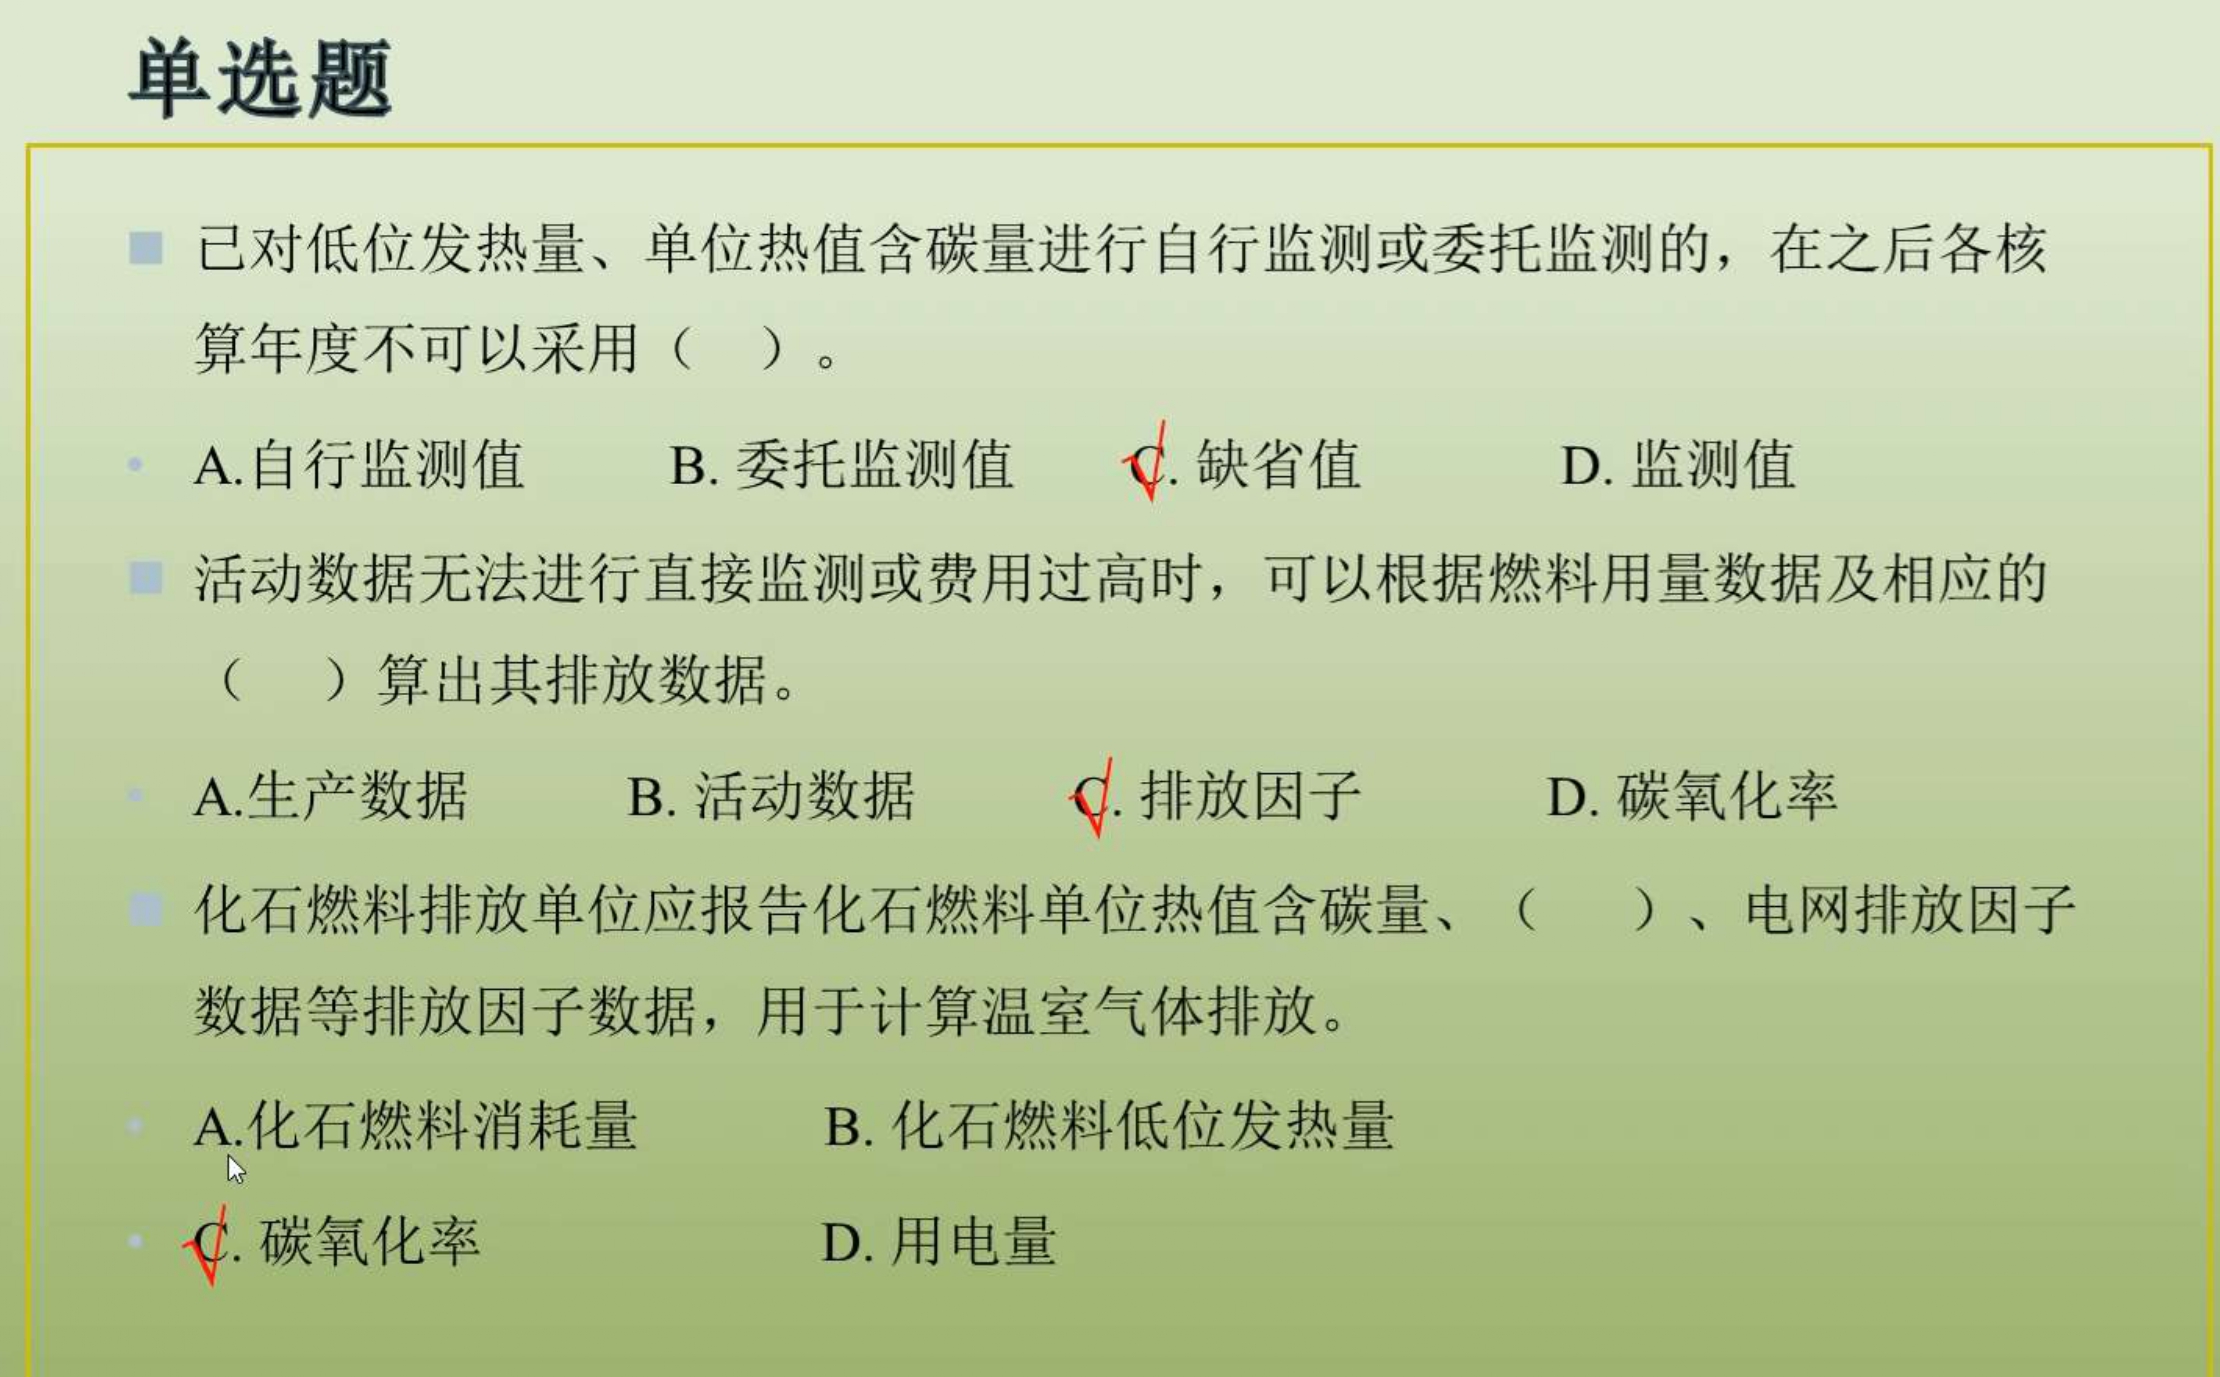 单选题
已对低位发热量、单位热值含碳量进行自行监测或委托监测的，在之后各核
算年度不可以采用（  ）。
A.自行监测值 B. 委托监测值 C. 缺省值 D. 监测值
活动数据无法进行直接监测或费用过高时，可以根据燃料用量数据及相应的
（  ）算出其排放数据。
A.生产数据 B. 活动数据 C. 排放因子 D. 碳氧化率
化石燃料排放单位应报告化石燃料单位热值含碳量、（  ）、电网排放因子
数据等排放因子数据，用于计算温室气体排放。
A.化石燃料消耗量 B. 化石燃料低位发热量
C. 碳氧化率 D. 用电量